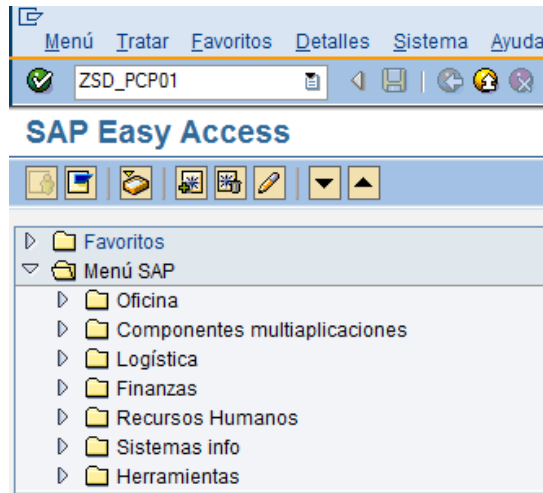 Menú Tratar Favoritos Detalles Sistema Ayuda
ZSD_PCP01
SAP Easy Access
Favoritos
Menú SAP
Oficina
Componentes multiaplicaciones
Logística
Finanzas
Recursos Humanos
Sistemas info
Herramientas